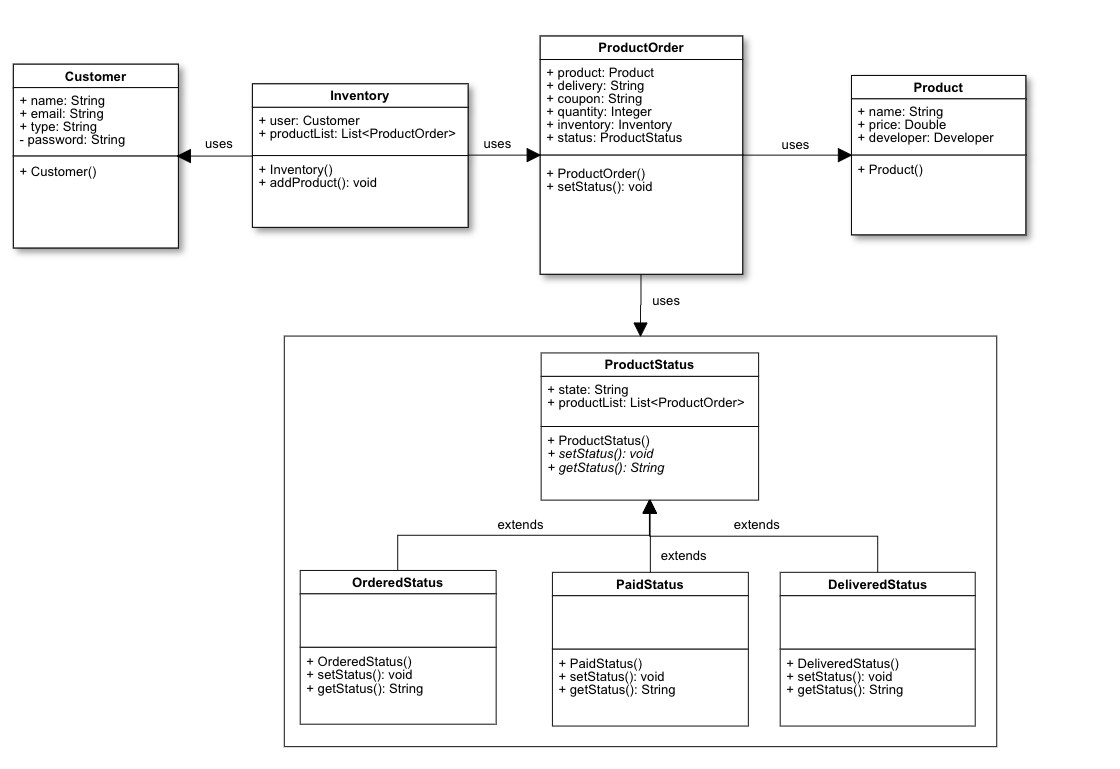 Customer
+ name: String
+ email: String
+ type: String
- password: String
+ Customer()
uses
Inventory
+ user: Customer
+ productList: List<ProductOrder>
+ Inventory()
+ addProduct(): void
uses
ProductOrder
+ product: Product
+ delivery: String
+ coupon: String
+ quantity: Integer
+ inventory: Inventory
+ status: ProductStatus
+ ProductOrder()
+ setStatus(): void
uses
Product
+ name: String
+ price: Double
+ developer: Developer
+ Product()
uses
ProductStatus
+ state: String
+ productList: List<ProductOrder>
+ ProductStatus()
+ setStatus(): void
+ getStatus(): String
extends
extends
extends
OrderedStatus
+ OrderedStatus()
+ setStatus(): void
+ getStatus(): String
PaidStatus
+ PaidStatus()
+ setStatus(): void
+ getStatus(): String
DeliveredStatus
+ DeliveredStatus()
+ setStatus(): void
+ getStatus(): String